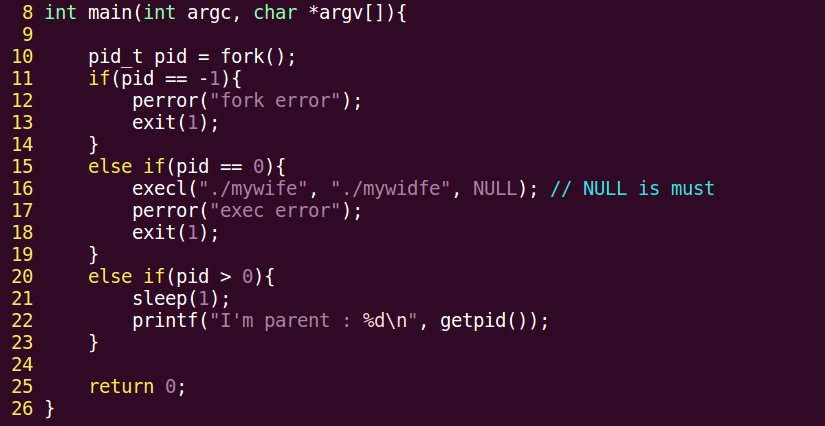 8 int main(int argc, char *argv[]){
9
10     pid_t pid = fork();
11     if(pid == -1){
12         perror("fork error");
13         exit(1);
14     }
15     else if(pid == 0){
16         execl("./mywife", "./mywidfe", NULL); // NULL is must
17         perror("exec error");
18         exit(1);
19     }
20     else if(pid > 0){
21         sleep(1);
22         printf("I'm parent : %d\n", getpid());
23     }
24
25     return 0;
26 }